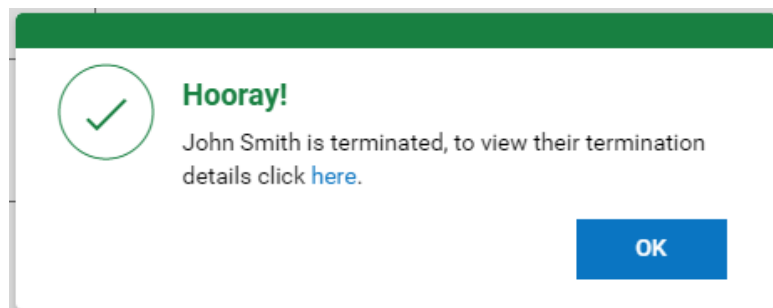 Hooray!
John Smith is terminated, to view their termination
details click here.
OK